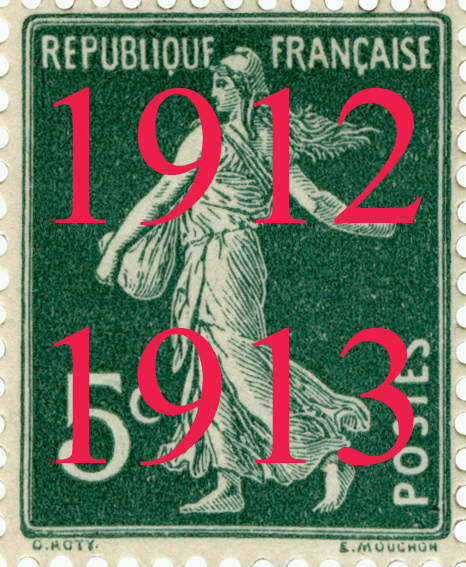 REPUBLIQUE FRANÇAISE
1912
1913
5c
POSTES
O. ROTY.
E. MOUCHON